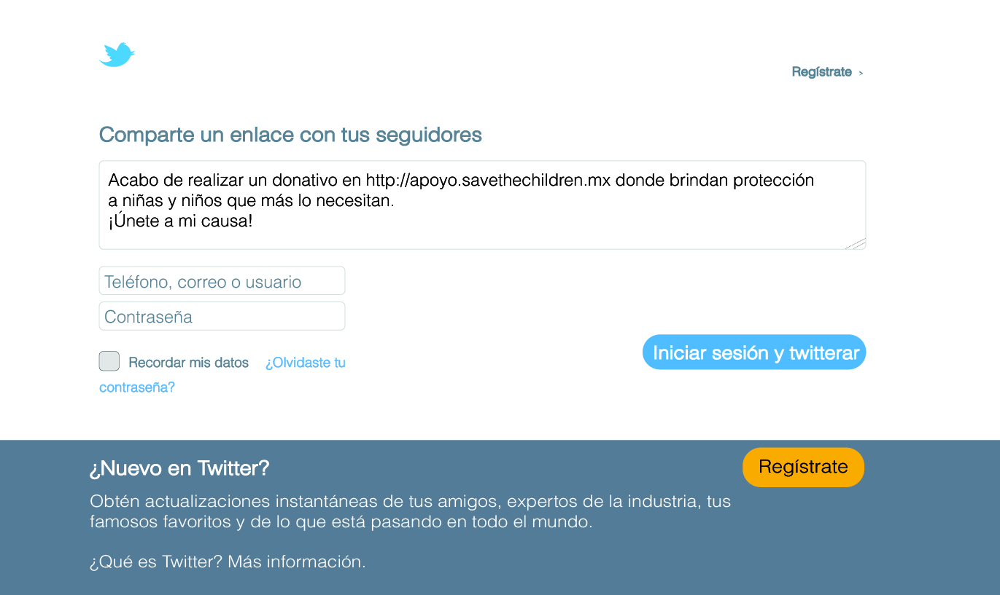 Regístrate >
Comparte un enlace con tus seguidores
Acabo de realizar un donativo en http://apoyo.savethechildren.mx donde brindan protección
a niñas y niños que más lo necesitan.
¡Únete a mi causa!
Teléfono, correo o usuario
Contraseña
Recordar mis datos ¿Olvidaste tu
contraseña?
Iniciar sesión y twitterar
¿Nuevo en Twitter?
Regístrate
Obtén actualizaciones instantáneas de tus amigos, expertos de la industria, tus
famosos favoritos y de lo que está pasando en todo el mundo.
¿Qué es Twitter? Más información.